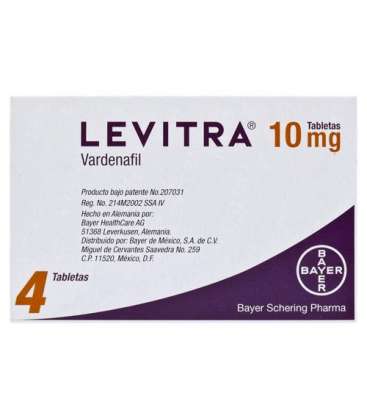 LEVITRA® 10 mg Tabletas
Vardenafil
Producto bajo patente No.207031
Reg. No. 214M2002 SSA IV
Hecho en Alemania por:
Bayer HealthCare AG
51368 Leverkusen, Alemania.
Distribuido por: Bayer de México, S.A. de C.V.
Miguel de Cervantes Saavedra No. 259
C.P. 11520, México, D.F.
4 Tabletas
BAYER
BAYER
Bayer Schering Pharma